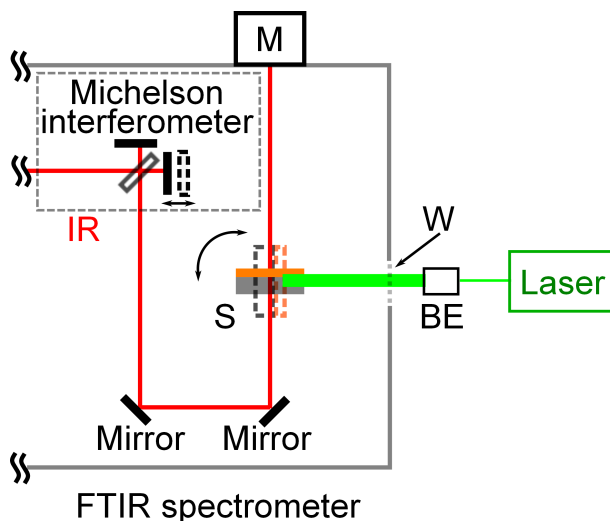 M
Michelson
interferometer
IR
W
S
BE
Laser
Mirror
Mirror
FTIR spectrometer